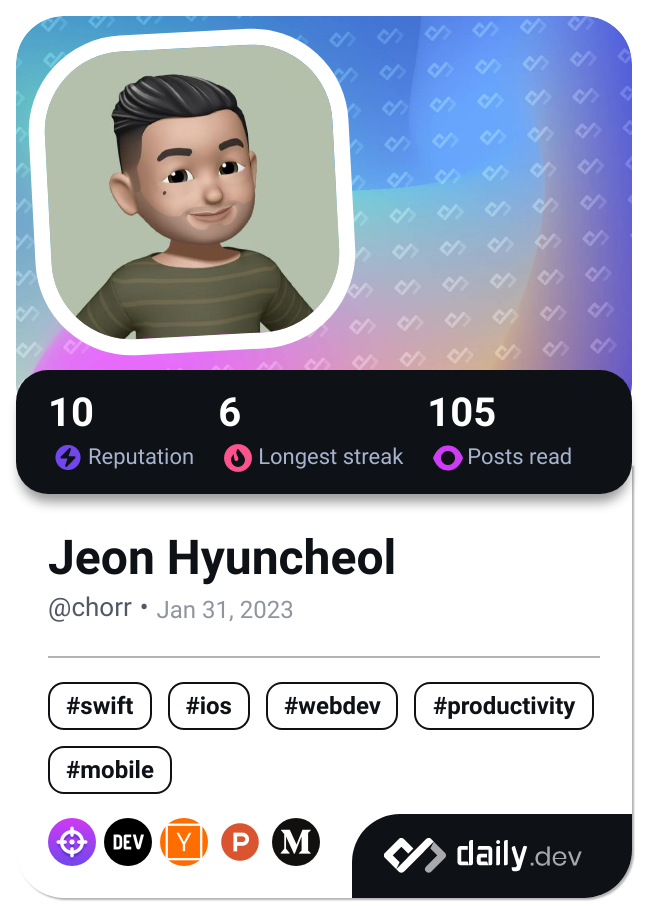 10 6 105
Reputation Longest streak Posts read
Jeon Hyuncheol
@chorr • Jan 31, 2023
#swift #ios #webdev #productivity
#mobile
DEV Y P M daily.dev